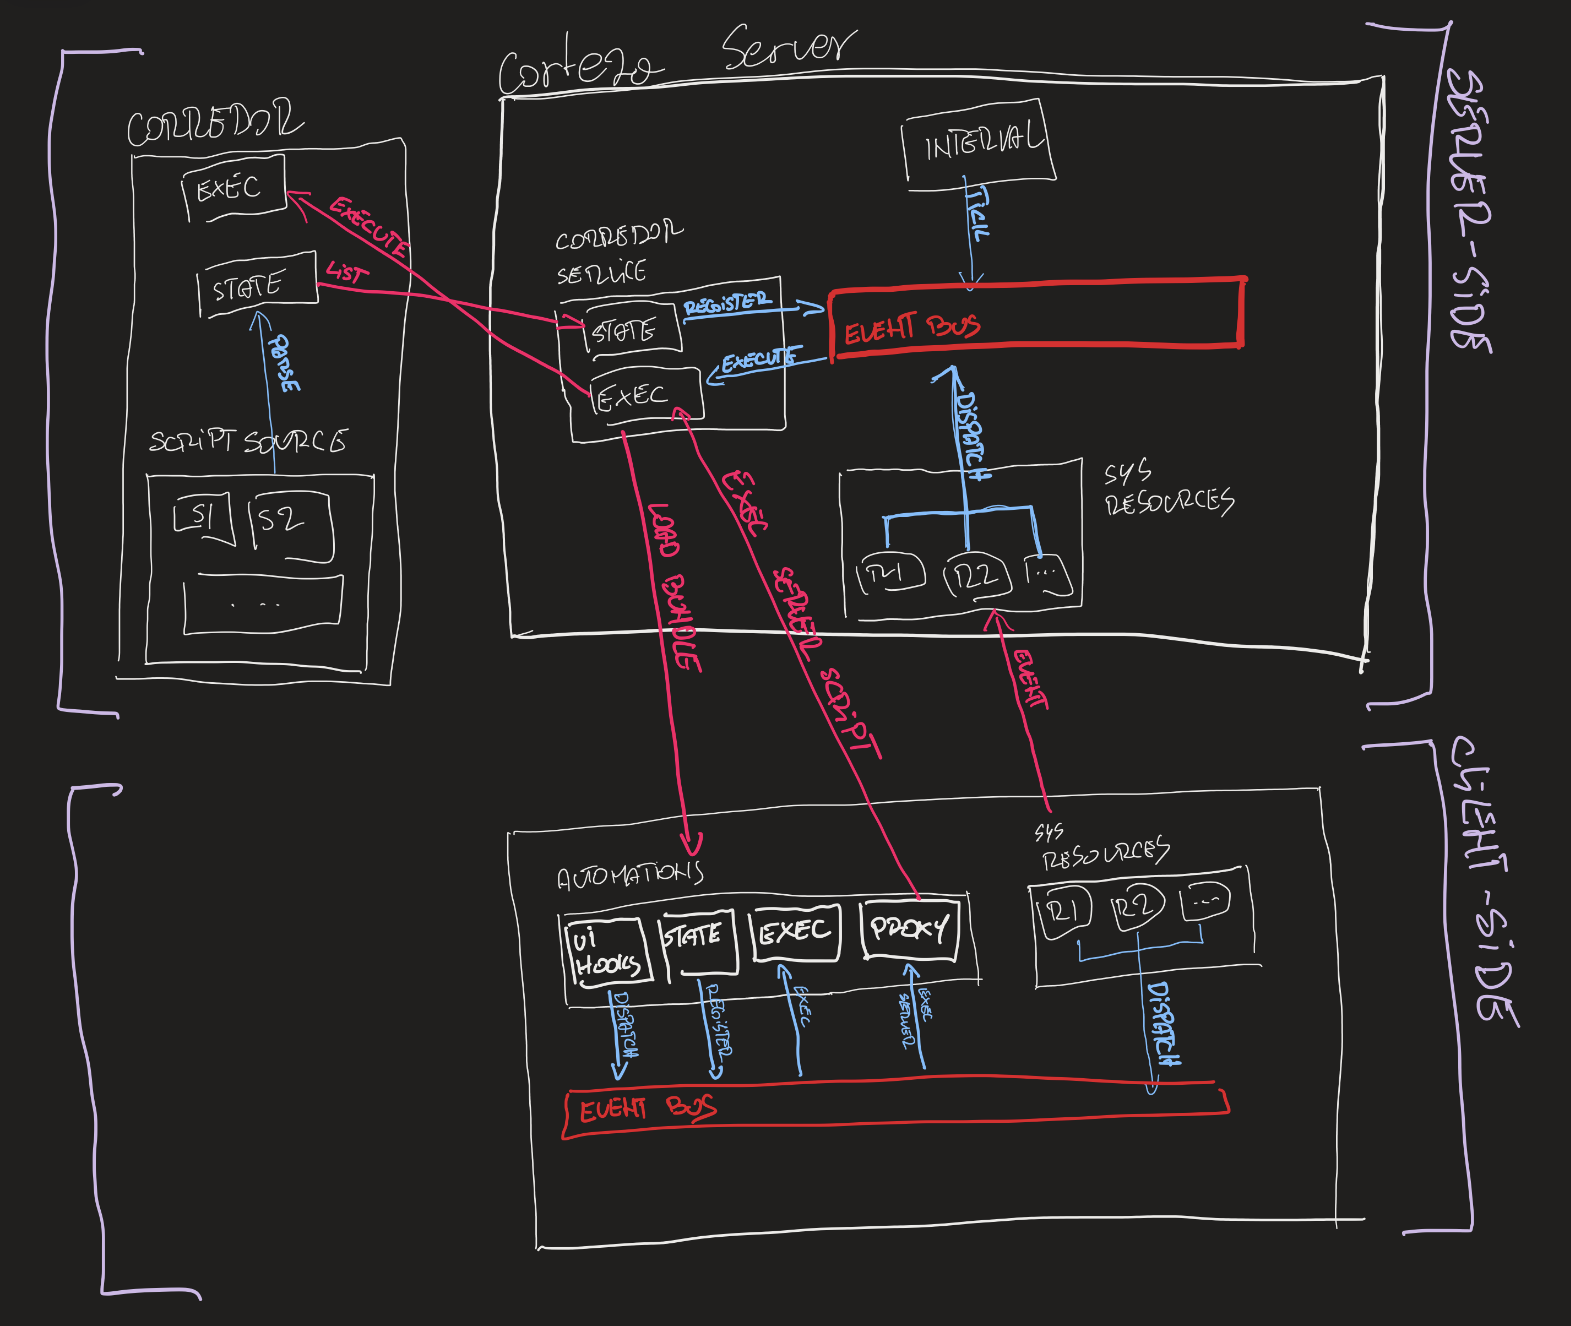 Corteza Server
SERVER-SIDE
CORREDOR
EXEC
STATE
PARSE
SCRIPT SOURCE
S1
S2
...
EXECUTE
LIST
INTERVAL
TICK
CORREDOR
SERVICE
STATE
EXEC
REGISTER
EXECUTE
EVENT BUS
DISPATCH
SYS
RESOURCES
R1
R2
...
LOAD BUNDLE
EXEC SERVER SCRIPT
EVENT
CLIENT-SIDE
AUTOMATIONS
UI
HOOKS
STATE
EXEC
PROXY
SYS
RESOURCES
R1
R2
...
DISPATCH
REGISTER
EXEC
EXEC
SERVER
DISPATCH
EVENT BUS